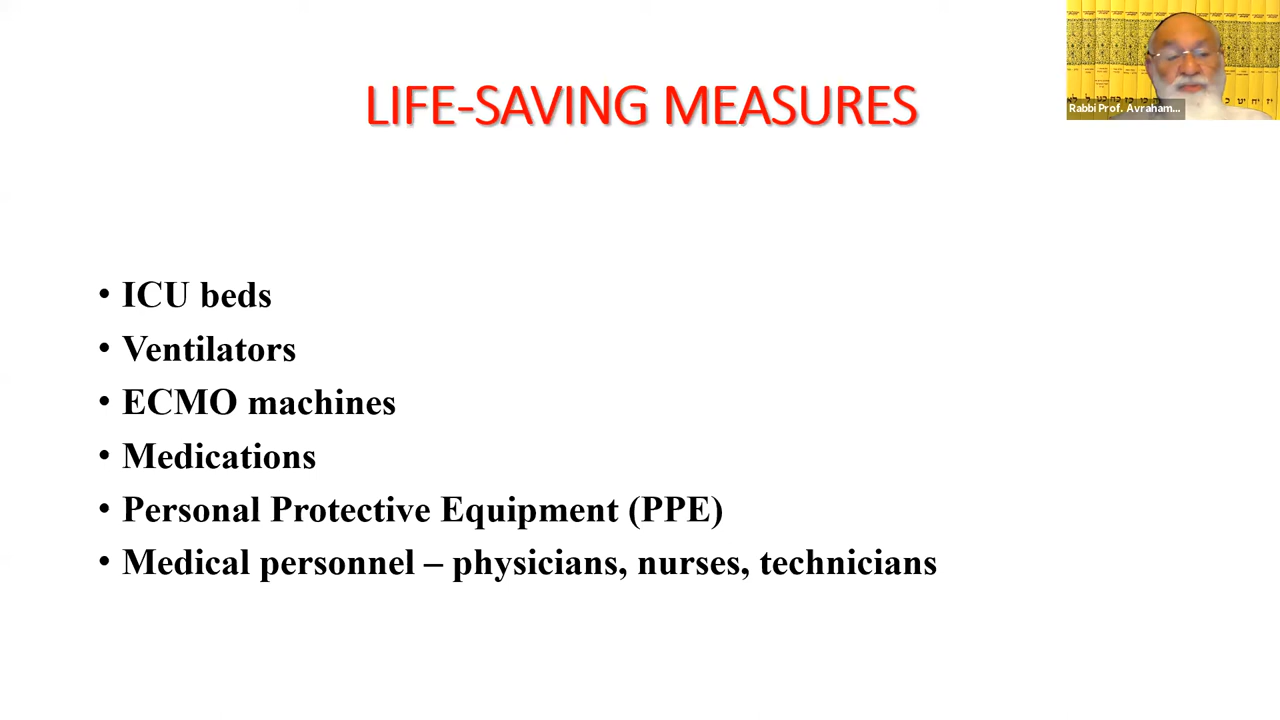 LIFE-SAVING MEASURES
Rabbi Prof. Avraham...
• ICU beds
• Ventilators
• ECMO machines
• Medications
• Personal Protective Equipment (PPE)
• Medical personnel – physicians, nurses, technicians